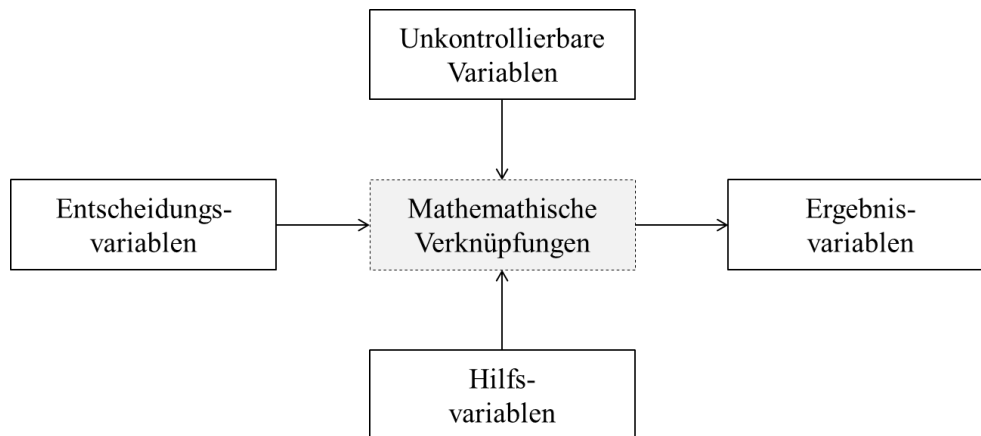 Unkontrollierbare
Variablen
Entscheidungs-
variablen
Mathemathische
Verknüpfungen
Ergebnis-
variablen
Hilfs-
variablen